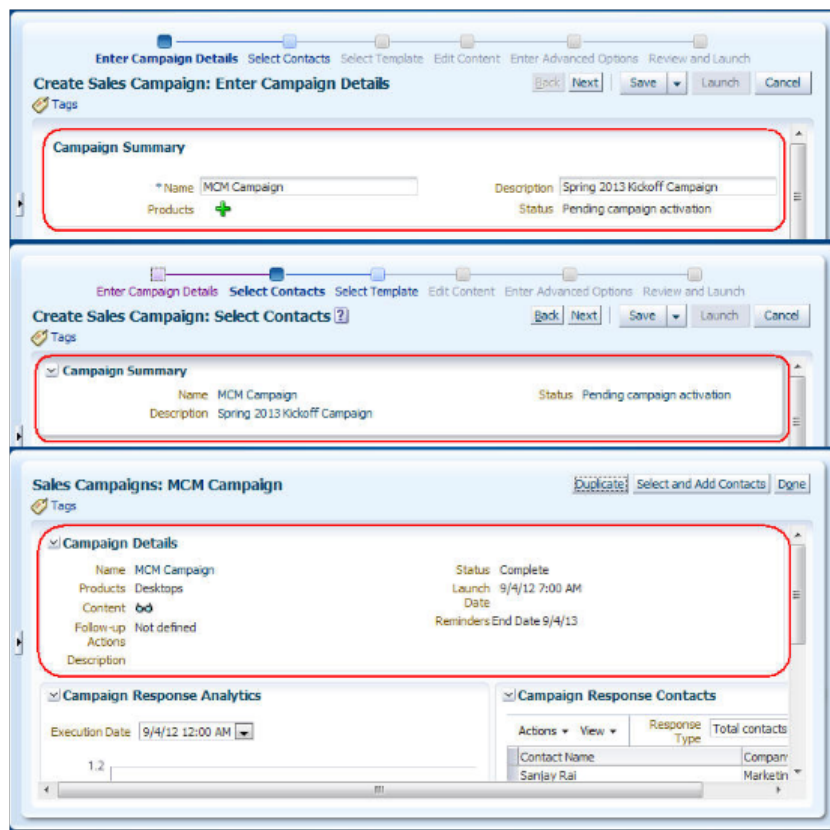 Enter Campaign Details Select Contacts Select Template Edit Content Enter Advanced Options Review and Launch
Create Sales Campaign: Enter Campaign Details Back Next Save Launch Cancel
Tags
Campaign Summary
* Name MCM Campaign Description Spring 2013 Kickoff Campaign
Products Status Pending campaign activation
Enter Campaign Details Select Contacts Select Template Edit Content Enter Advanced Options Review and Launch
Create Sales Campaign: Select Contacts ? Back Next Save Launch Cancel
Tags
Campaign Summary
Name MCM Campaign Status Pending campaign activation
Description Spring 2013 Kickoff Campaign
Sales Campaigns: MCM Campaign Duplicate Select and Add Contacts Done
Tags
Campaign Details
Name MCM Campaign Status Complete
Products Desktops Launch Date 9/4/12 7:00 AM
Content
Follow-up Actions Not defined Reminders End Date 9/4/13
Description
Campaign Response Analytics Campaign Response Contacts
Execution Date 9/4/12 12:00 AM Actions View Response Type Total contacts
Contact Name Compan
1.2
Sanjay Rai Marketin